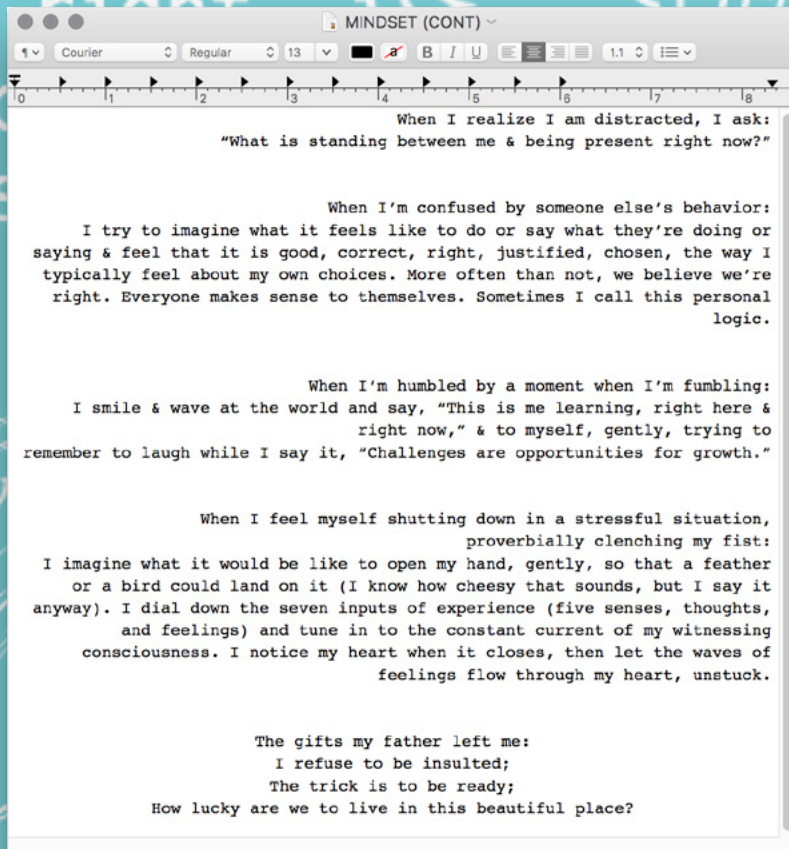 MINDSET (CONT)
¶ Courier Regular 13 a B I U 1.1
0 1 2 3 4 5 6 7 8
When I realize I am distracted, I ask:
“What is standing between me & being present right now?”
When I’m confused by someone else’s behavior:
I try to imagine what it feels like to do or say what they’re doing or
saying & feel that it is good, correct, right, justified, chosen, the way I
typically feel about my own choices. More often than not, we believe we’re
right. Everyone makes sense to themselves. Sometimes I call this personal
logic.
When I’m humbled by a moment when I’m fumbling:
I smile & wave at the world and say, “This is me learning, right here &
right now,” & to myself, gently, trying to
remember to laugh while I say it, “Challenges are opportunities for growth.”
When I feel myself shutting down in a stressful situation,
proverbially clenching my fist:
I imagine what it would be like to open my hand, gently, so that a feather
or a bird could land on it (I know how cheesy that sounds, but I say it
anyway). I dial down the seven inputs of experience (five senses, thoughts,
and feelings) and tune in to the constant current of my witnessing
consciousness. I notice my heart when it closes, then let the waves of
feelings flow through my heart, unstuck.
The gifts my father left me:
I refuse to be insulted;
The trick is to be ready;
How lucky are we to live in this beautiful place?